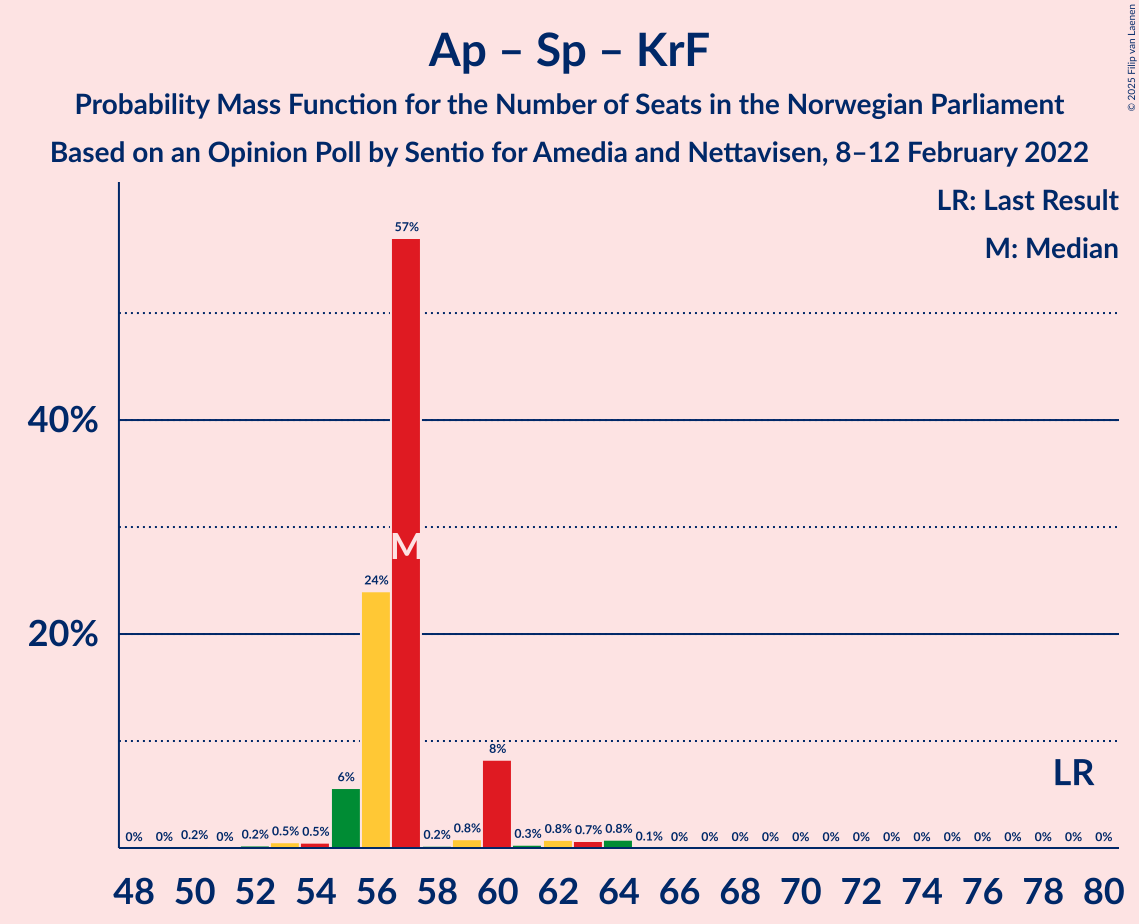 Ap – Sp – KrF
Probability Mass Function for the Number of Seats in the Norwegian Parliament
Based on an Opinion Poll by Sentio for Amedia and Nettavisen, 8–12 February 2022
© 2025 Filip van Laenen
LR: Last Result
M: Median
57%
40%
M
24%
20%
8%
LR
6%
0% 0% 0.2% 0% 0.2% 0.5% 0.5% 0.2% 0.8% 0.3% 0.8% 0.7% 0.8% 0.1% 0% 0% 0% 0% 0% 0% 0% 0% 0% 0% 0% 0% 0% 0% 0%
48 50 52 54 56 58 60 62 64 66 68 70 72 74 76 78 80